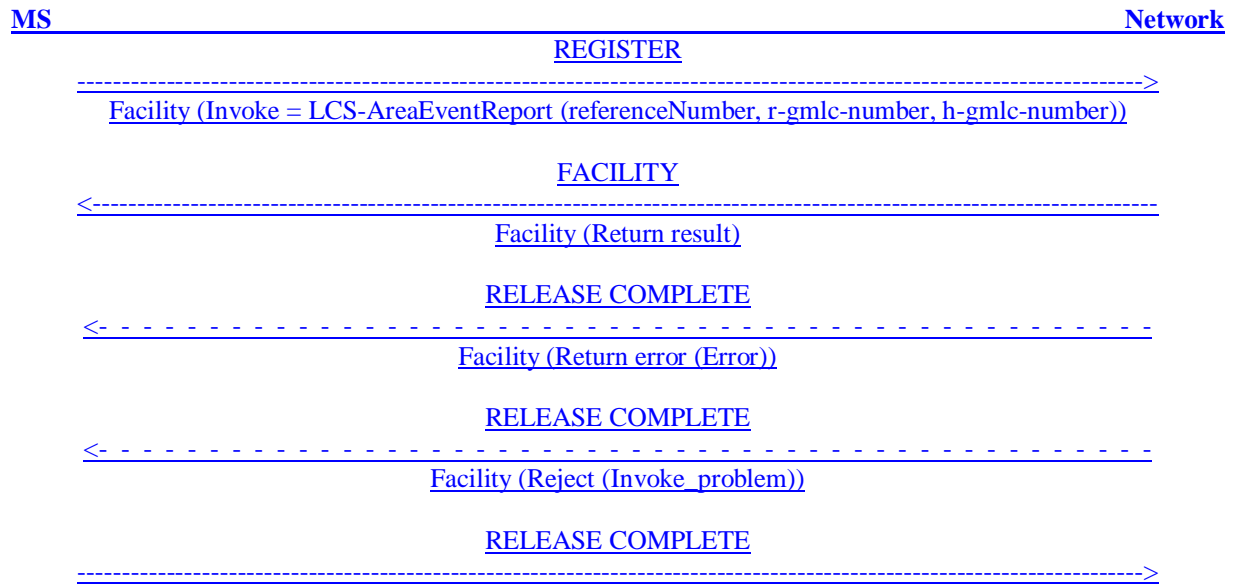 MS Network
REGISTER
------------------------------------------------------------------------------------------------------------------------>
Facility (Invoke = LCS-AreaEventReport (referenceNumber, r-gmlc-number, h-gmlc-number))
FACILITY
<------------------------------------------------------------------------------------------------------------------------
Facility (Return result)
RELEASE COMPLETE
<- - - - - - - - - - - - - - - - - - - - - - - - - - - - - - - - - - - - - - - - - - - - - - - -
Facility (Return error (Error))
RELEASE COMPLETE
<- - - - - - - - - - - - - - - - - - - - - - - - - - - - - - - - - - - - - - - - - - - - - - - -
Facility (Reject (Invoke_problem))
RELEASE COMPLETE
------------------------------------------------------------------------------------------------------------------------>